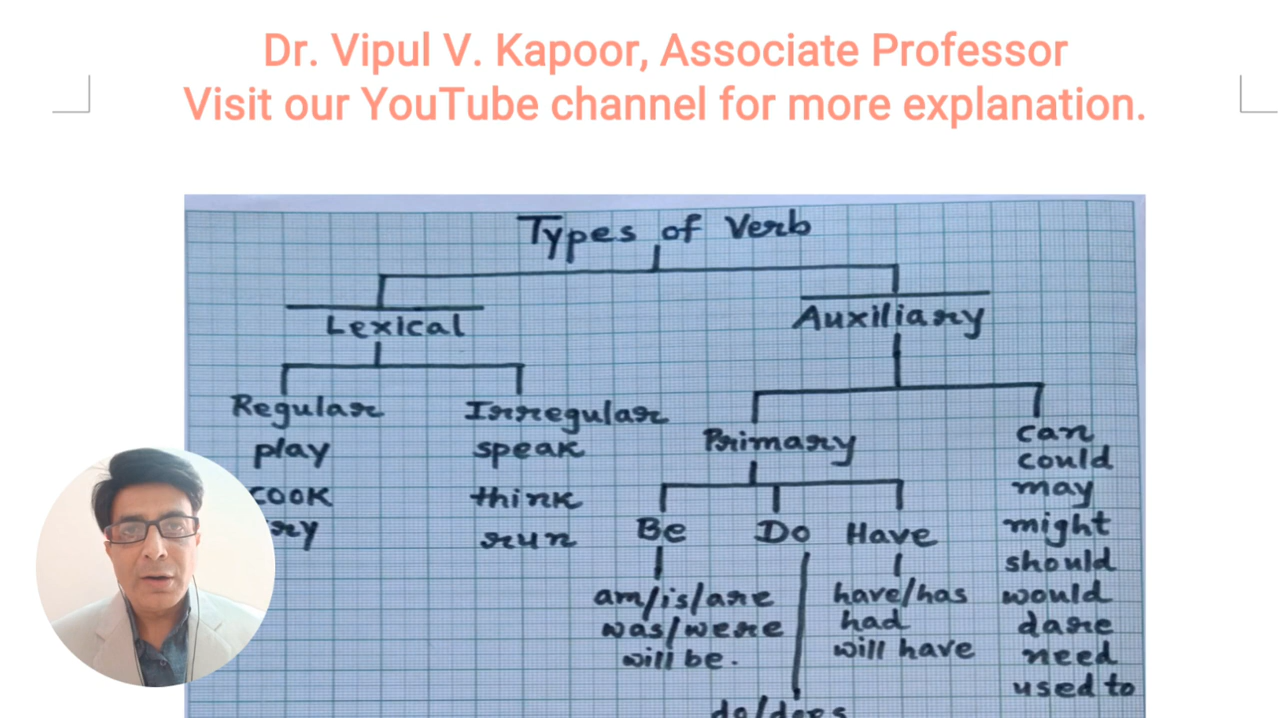 Dr. Vipul V. Kapoor, Associate Professor
Visit our YouTube channel for more explanation.
Types of Verb
Lexical
Auxiliary
Regular
play
cook
Irregular
speak
think
run
Primary
Be
am/is/are
was/were
will be.
Do
do/does
Have
have/has
had
will have
can
could
may
might
should
would
dare
need
used to